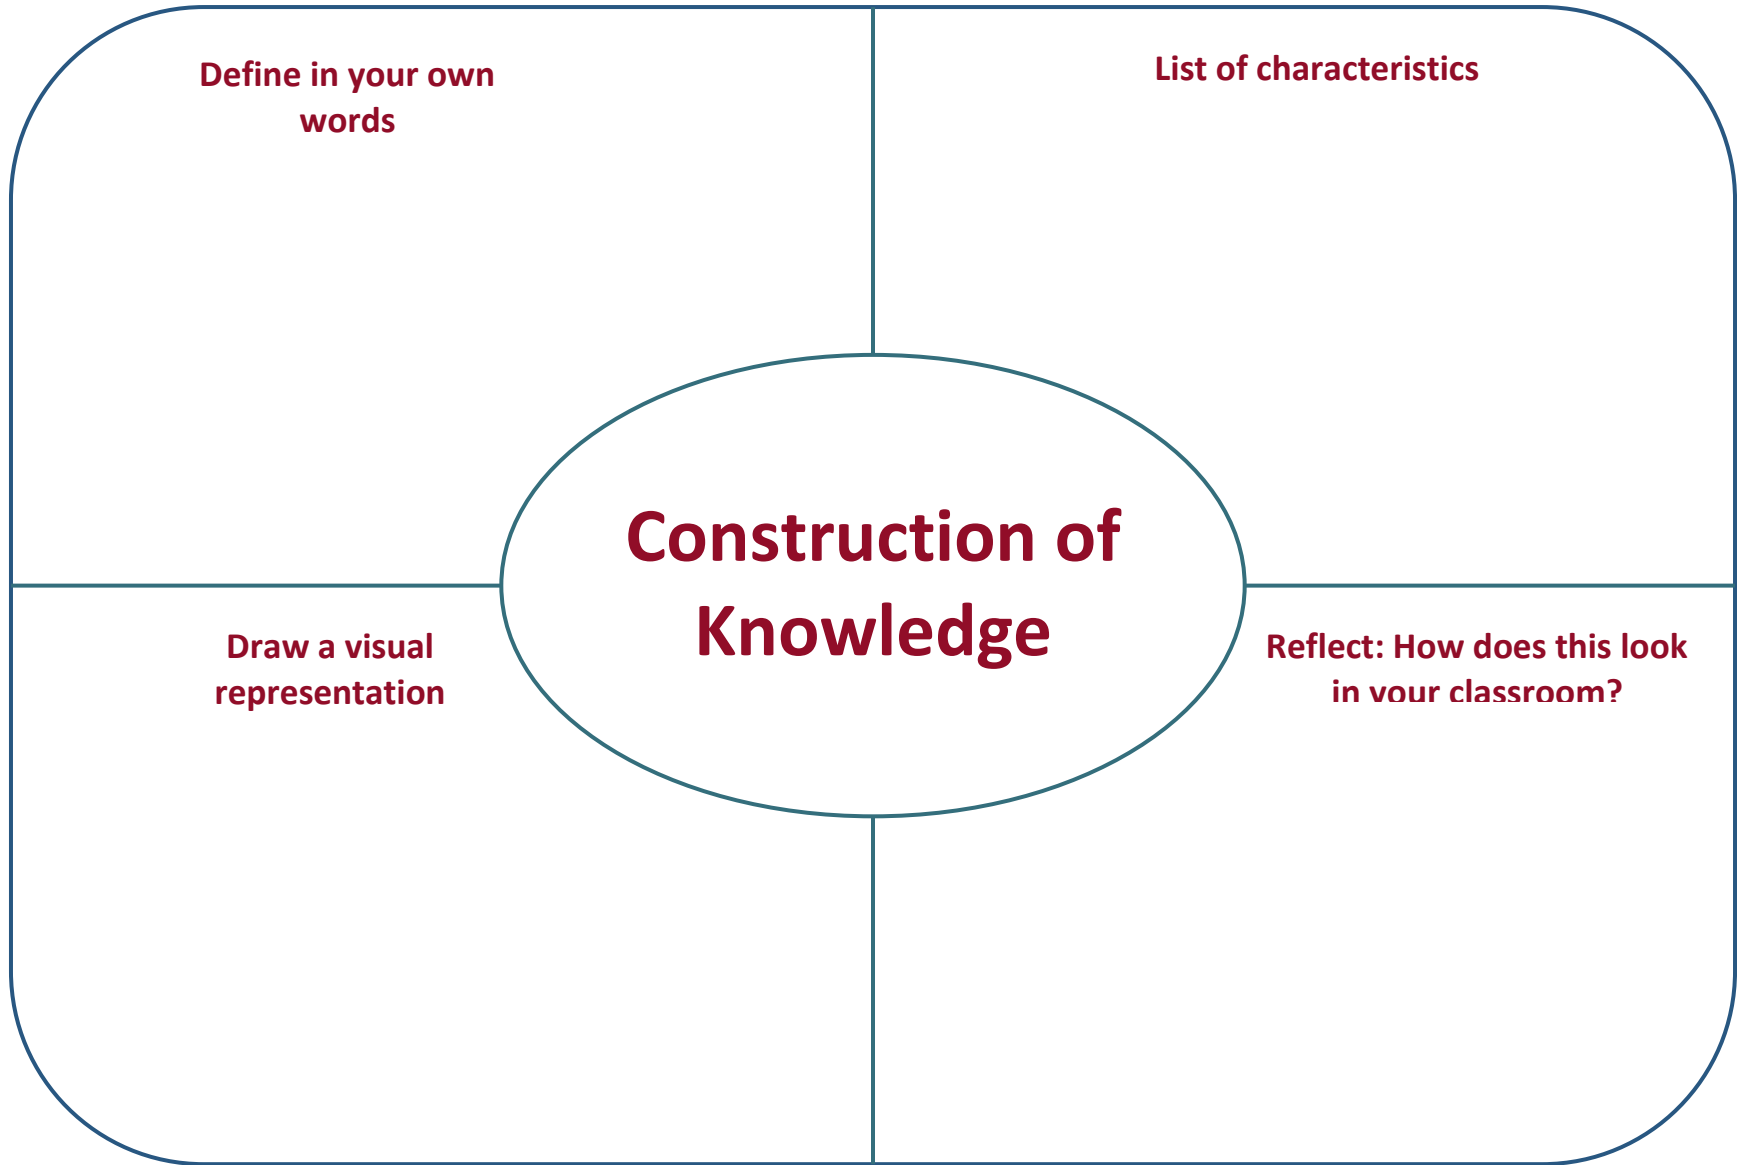 Define in your own
words
List of characteristics
Construction of
Knowledge
Draw a visual
representation
Reflect: How does this look
in your classroom?